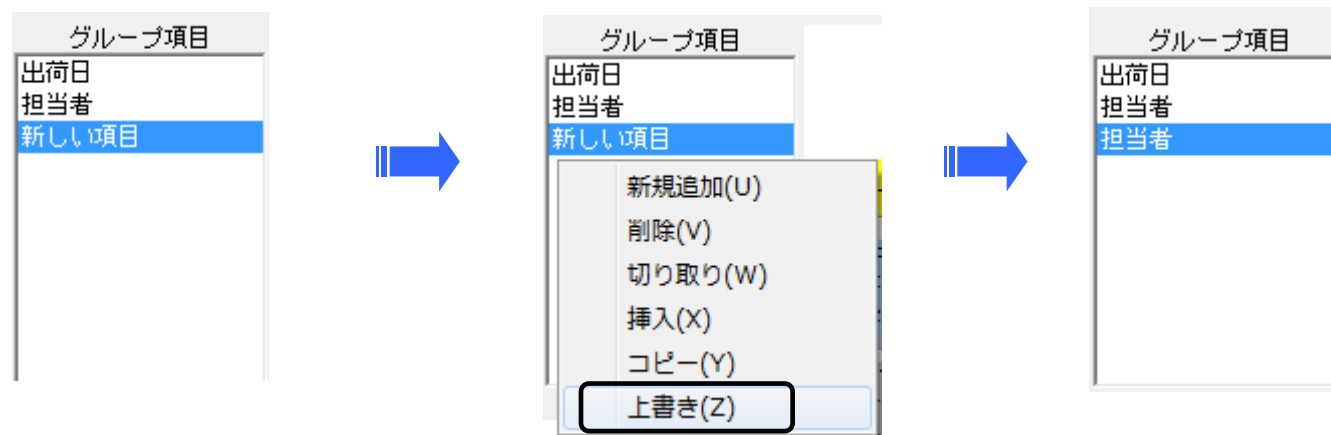 グループ項目
出荷日
担当者
新しい項目
グループ項目
出荷日
担当者
新しい項目
新規追加(U)
削除(V)
切り取り(W)
挿入(X)
コピー(Y)
上書き(Z)
グループ項目
出荷日
担当者
担当者